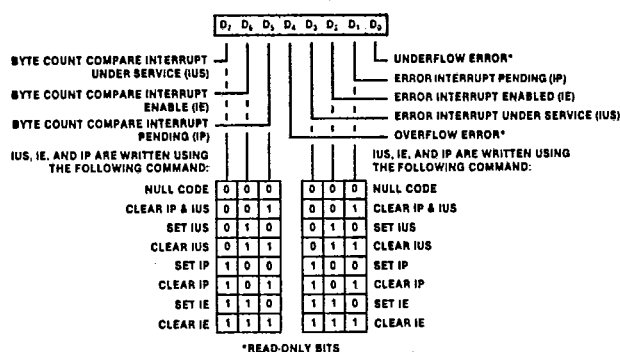 D7 D6 D5 D4 D3 D2 D1 D0
BYTE COUNT COMPARE INTERRUPT
UNDER SERVICE (IUS)
BYTE COUNT COMPARE INTERRUPT
ENABLE (IE)
BYTE COUNT COMPARE INTERRUPT
PENDING (IP)
UNDERFLOW ERROR*
ERROR INTERRUPT PENDING (IP)
ERROR INTERRUPT ENABLED (IE)
ERROR INTERRUPT UNDER SERVICE (IUS)
OVERFLOW ERROR*
IUS, IE, AND IP ARE WRITTEN USING
THE FOLLOWING COMMAND:
NULL CODE 0 0 0
CLEAR IP & IUS 0 0 1
SET IUS 0 1 0
CLEAR IUS 0 1 1
SET IP 1 0 0
CLEAR IP 1 0 1
SET IE 1 1 0
CLEAR IE 1 1 1
IUS, IE, AND IP ARE WRITTEN USING
THE FOLLOWING COMMAND:
0 0 0 NULL CODE
0 0 1 CLEAR IP & IUS
0 1 0 SET IUS
0 1 1 CLEAR IUS
1 0 0 SET IP
1 0 1 CLEAR IP
1 1 0 SET IE
1 1 1 CLEAR IE
*READ-ONLY BITS